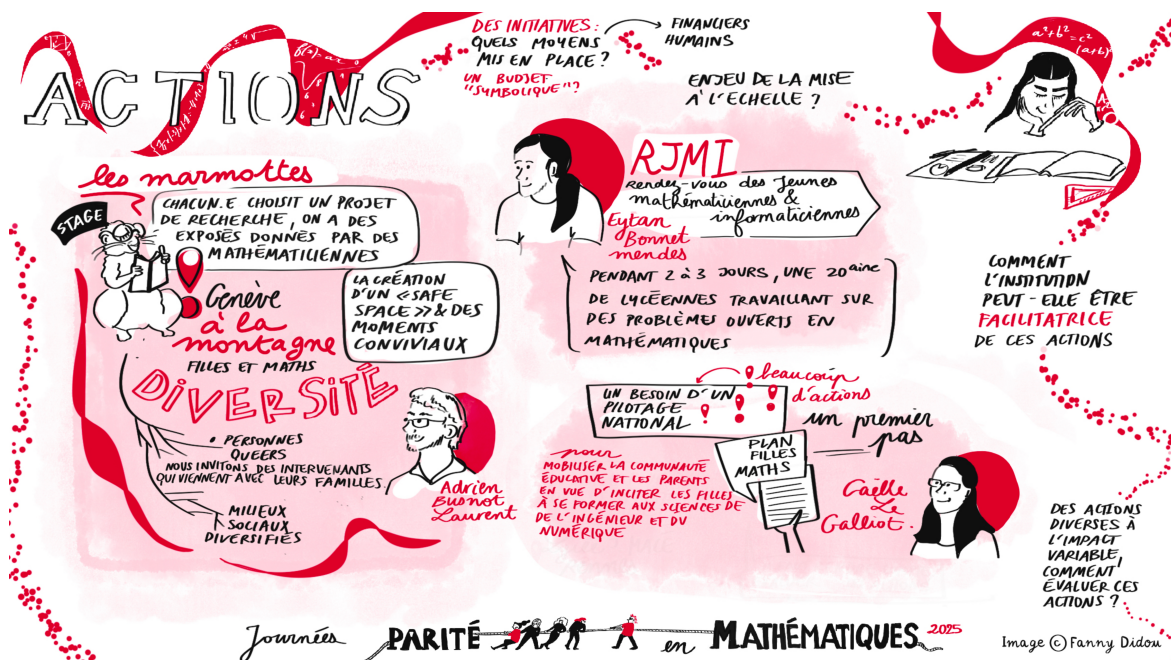 ACTIONS
DES INITIATIVES :
QUELS MOYENS
MIS EN PLACE ?
UN BUDJET
"SYMBOLIQUE" ?
FINANCIERS
HUMAINS
ENJEU DE LA MISE
À L'ECHELLE ?
a² + b² = c²
(a+b)²
les marmottes
STAGE
CHACUN.E CHOISIT UN PROJET
DE RECHERCHE, ON A DES
EXPOSÉS DONNÉS PAR DES
MATHÉMATICIENNES
Genève
à la
montagne
FILLES ET MATHS
LA CRÉATION
D'UN «SAFE
SPACE» & DES
MOMENTS
CONVIVIAUX
DIVERSITÉ
• PERSONNES
QUEERS
NOUS INVITONS DES INTERVENANTS
QUI VIENNENT AVEC LEURS FAMILLES.
MILIEUX
SOCIAUX
DIVERSIFIÉS
Adrien
Busnot
Laurent
RJMI
Rendez-vous des Jeunes
mathématiciennes &
informaticiennes
Eytan
Bonnet
mendes
PENDANT 2 à 3 JOURS, UNE 20aine
DE LYCÉENNES TRAVAILLANT SUR
DES PROBLÈMES OUVERTS EN
MATHÉMATIQUES
UN BESOIN D'UN
PILOTAGE
NATIONAL
beaucoup
d'actions
un premier
pas
PLAN
FILLES
MATHS
pour
MOBILISER LA COMMUNAUTÉ
ÉDUCATIVE ET LES PARENTS
EN VUE D'INCITER LES FILLES
À SE FORMER AUX SCIENCES DE
DE L'INGÉNIEUR ET DU
NUMÉRIQUE
Gaëlle
Le
Galliot.
COMMENT
L'INSTITUTION
PEUT-ELLE ÊTRE
FACILITATRICE
DE CES ACTIONS
DES ACTIONS
DIVERSES À
L'IMPACT
VARIABLE,
COMMENT
ÉVALUER CES
ACTIONS ?
Journées PARITÉ en MATHÉMATIQUES 2025
Image © Fanny Didou